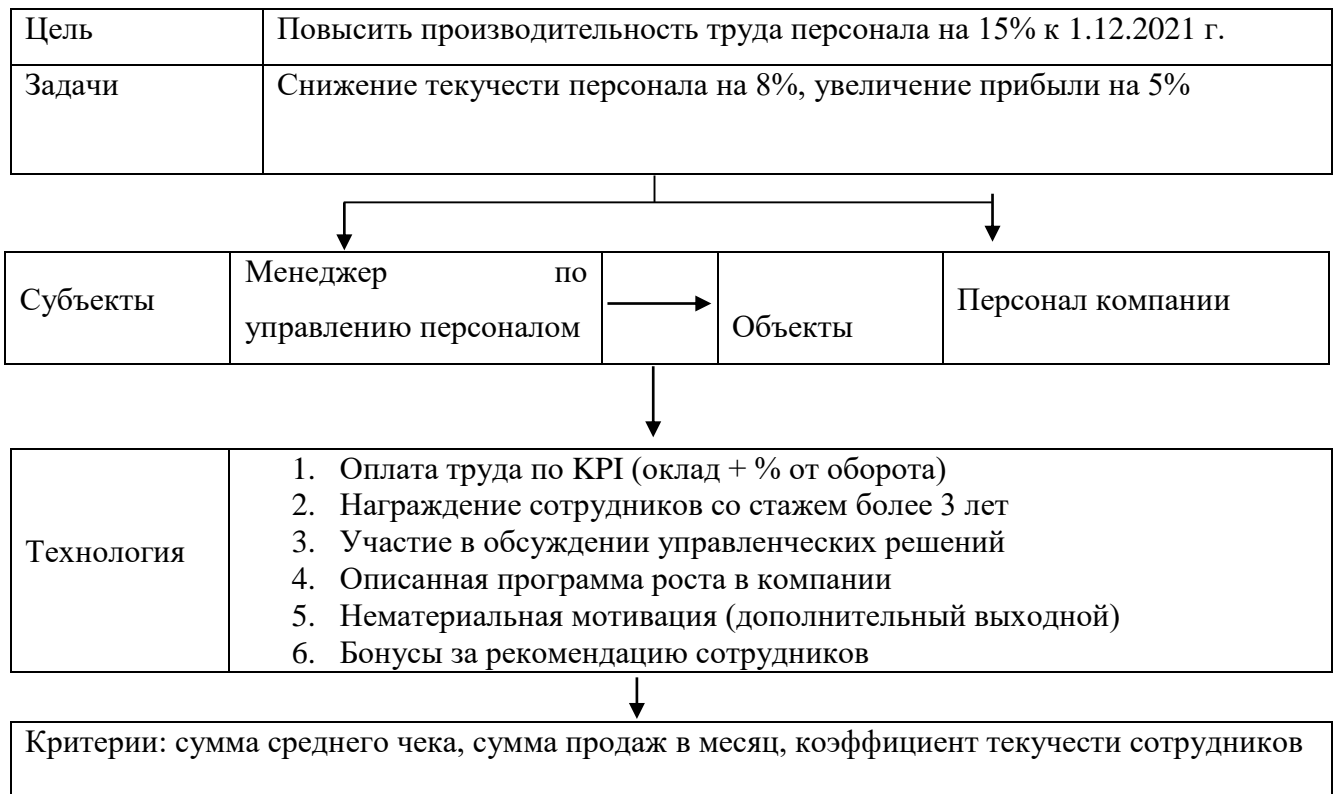 Цель
Повысить производительность труда персонала на 15% к 1.12.2021 г.
Задачи
Снижение текучести персонала на 8%, увеличение прибыли на 5%
Субъекты
Менеджер по
управлению персоналом
Объекты
Персонал компании
Технология
1. Оплата труда по KPI (оклад + % от оборота)
2. Награждение сотрудников со стажем более 3 лет
3. Участие в обсуждении управленческих решений
4. Описанная программа роста в компании
5. Нематериальная мотивация (дополнительный выходной)
6. Бонусы за рекомендацию сотрудников
Критерии: сумма среднего чека, сумма продаж в месяц, коэффициент текучести сотрудников